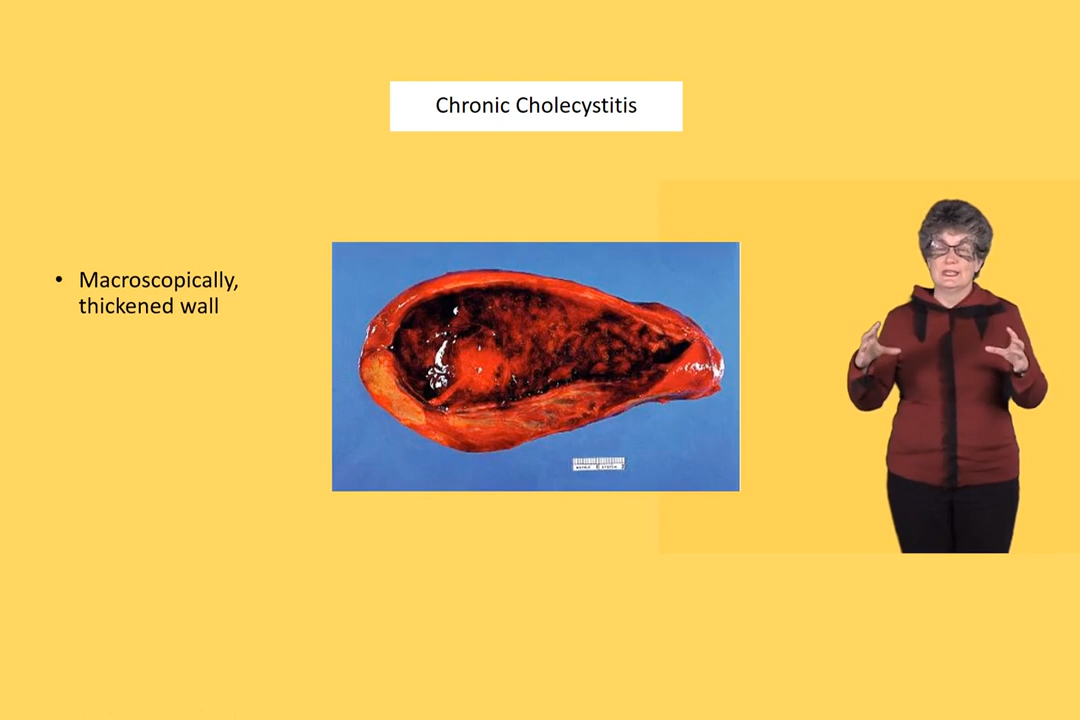 Chronic Cholecystitis
• Macroscopically,
thickened wall